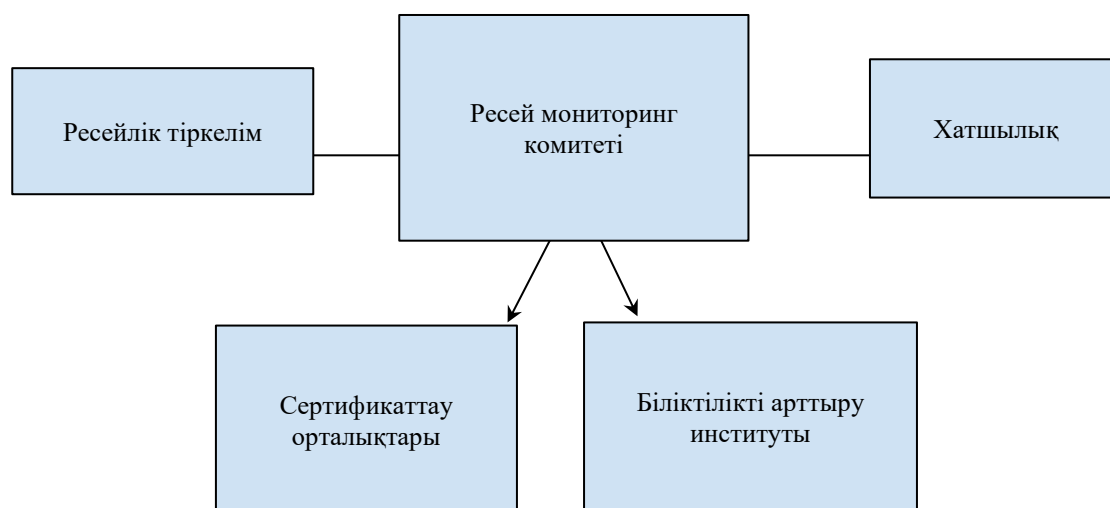 Ресейлік тіркелім
Ресей мониторинг
комитеті
Хатшылық
Сертификаттау
орталықтары
Біліктілікті арттыру
институты